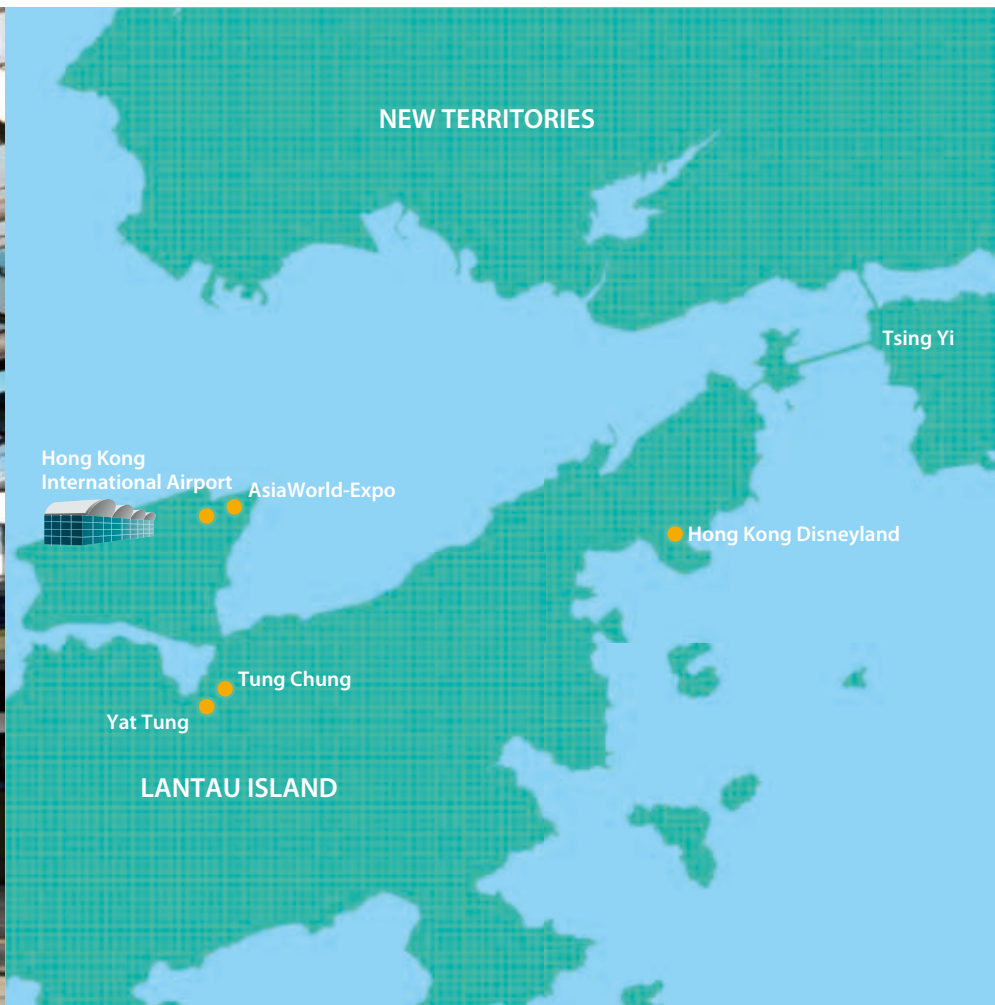 NEW TERRITORIES
Tsing Yi
Hong Kong
International Airport
AsiaWorld-Expo
Hong Kong Disneyland
Tung Chung
Yat Tung
LANTAU ISLAND